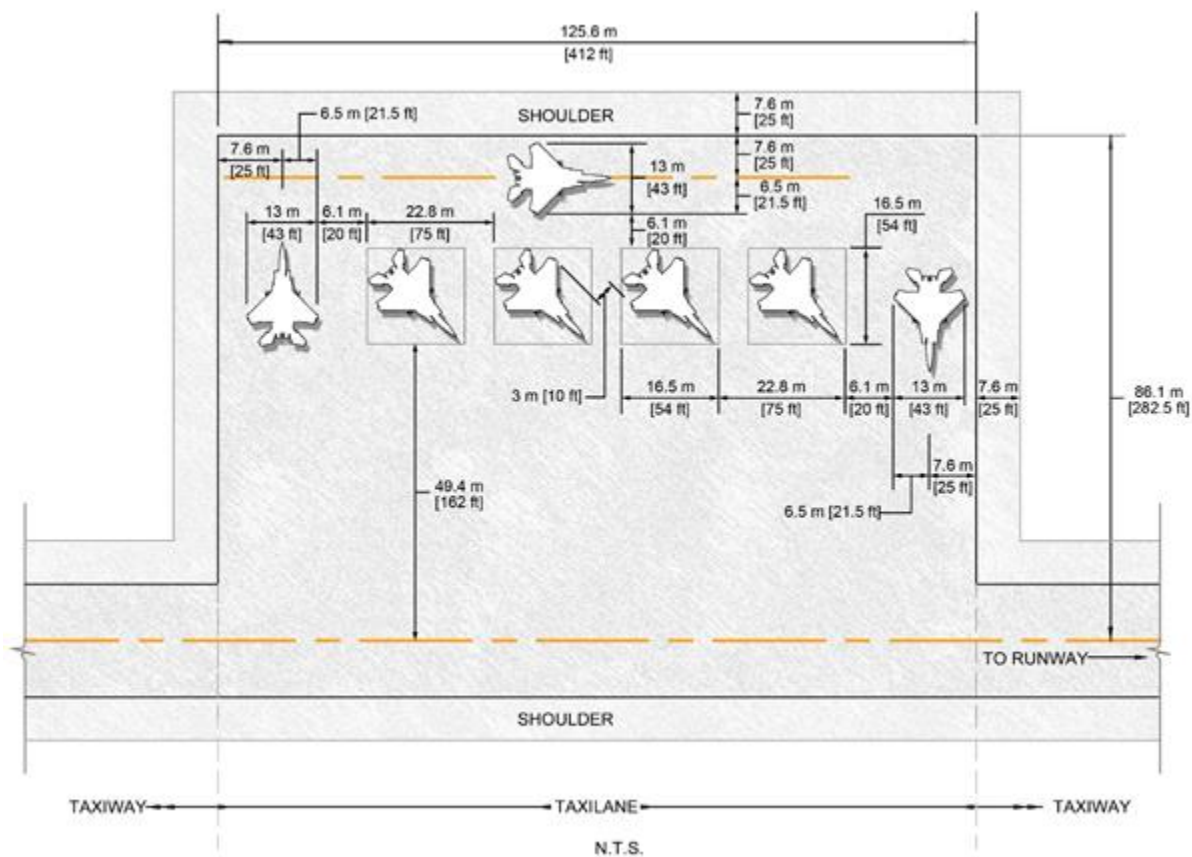 125.6 m
[412 ft]
6.5 m [21.5 ft]
SHOULDER
7.6 m
[25 ft]
7.6 m
[25 ft]
7.6 m
[25 ft]
13 m
[43 ft]
6.5 m
[21.5 ft]
16.5 m
[54 ft]
13 m
[43 ft]
6.1 m
[20 ft]
22.8 m
[75 ft]
6.1 m
[20 ft]
3 m [10 ft]
16.5 m
[54 ft]
22.8 m
[75 ft]
6.1 m
[20 ft]
13 m
[43 ft]
7.6 m
[25 ft]
86.1 m
[282.5 ft]
49.4 m
[162 ft]
7.6 m
[25 ft]
6.5 m [21.5 ft]
TO RUNWAY
SHOULDER
TAXIWAY
TAXILANE
TAXIWAY
N.T.S.